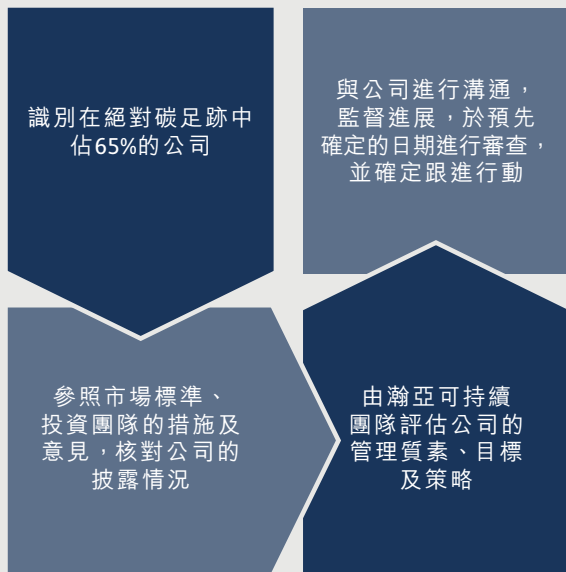 識別在絕對碳足跡中
佔65%的公司
參照市場標準、
投資團隊的措施及
意見，核對公司的
披露情況
由瀚亞可持續
團隊評估公司的
管理質素、目標
及策略
與公司進行溝通，
監督進展，於預先
確定的日期進行審查，
並確定跟進行動